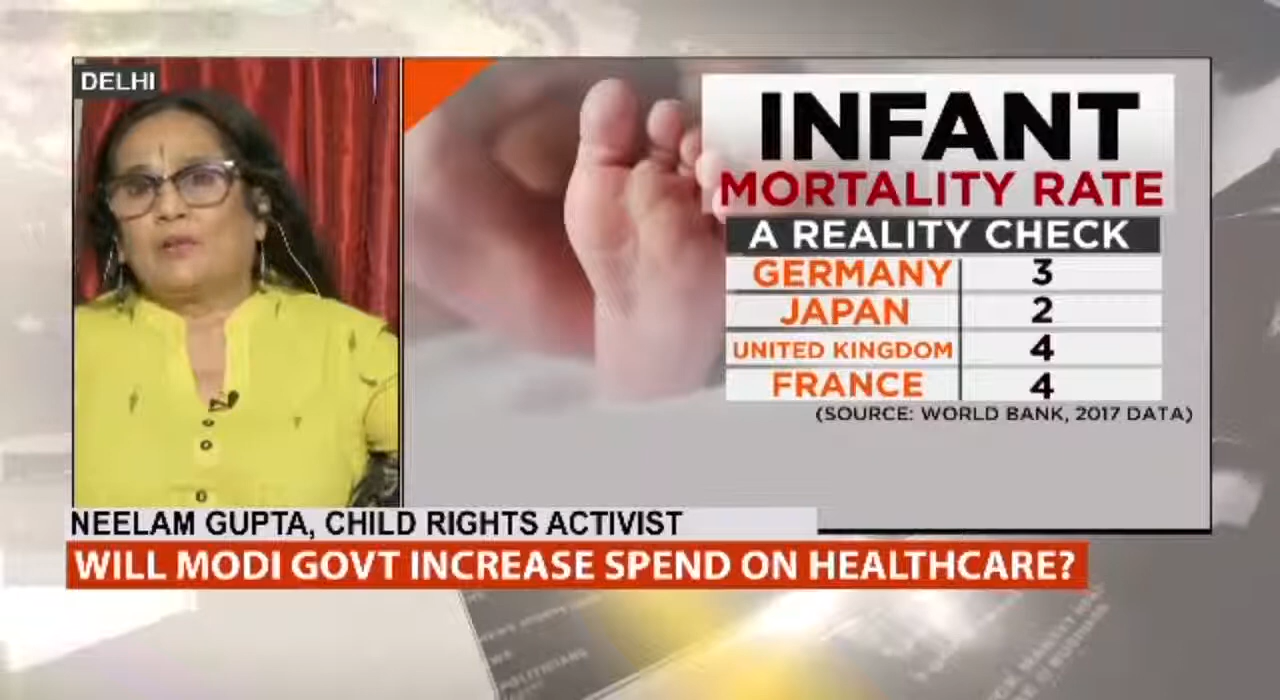 DELHI
INFANT
MORTALITY RATE
A REALITY CHECK
GERMANY 3
JAPAN 2
UNITED KINGDOM 4
FRANCE 4
(SOURCE: WORLD BANK, 2017 DATA)
NEELAM GUPTA, CHILD RIGHTS ACTIVIST
WILL MODI GOVT INCREASE SPEND ON HEALTHCARE?
POLITICIANS